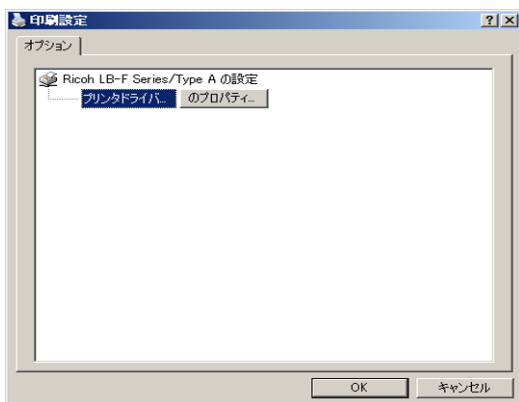 印刷設定
オプション
Ricoh LB-F Series/Type A の設定
プリンタドライバ... のプロパティ...
OK キャンセル